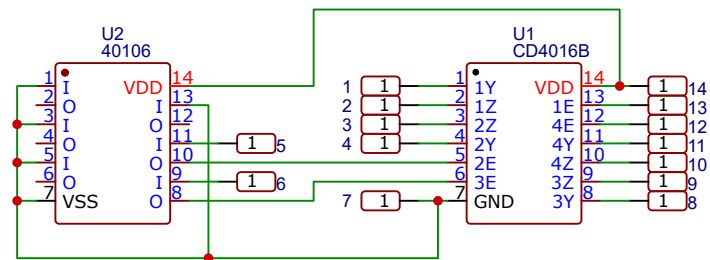 U2
40106
1 I VDD 14
2 O I 13
3 I O 12
4 O I 11
5 I O 10
6 O I 9
7 VSS O 8
1 5
1 6
U1
CD4016B
1 1 1 1Y VDD 14 1 14
2 1 2 1Z 1E 13 1 13
3 1 3 2Z 4E 12 1 12
4 1 4 2Y 4Y 11 1 11
5 2E 4Z 10 1 10
6 3E 3Z 9 1 9
7 1 7 GND 3Y 8 1 8